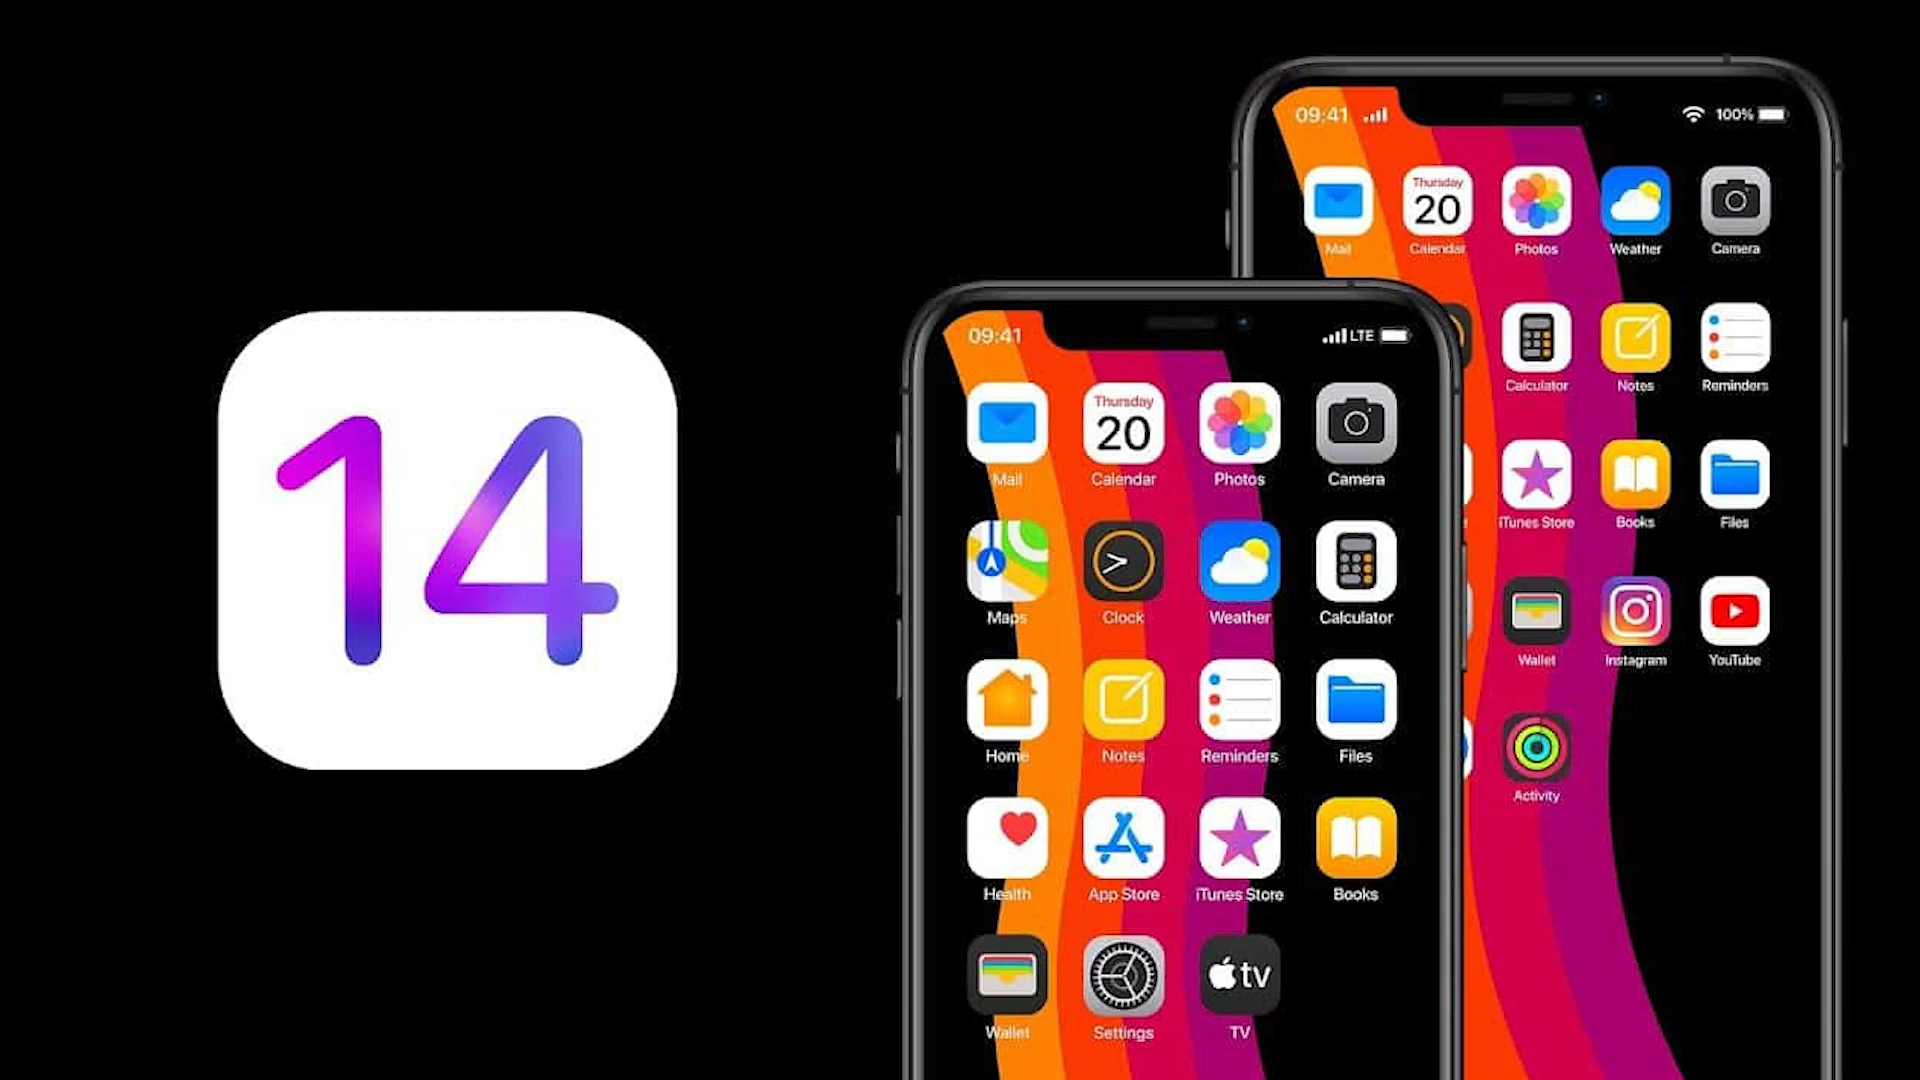 14
09:41
100%
Thursday
20
Mail Calendar Photos Weather Camera
Calculator Notes Reminders
iTunes Store Books Files
Wallet Instagram YouTube
Activity
09:41 LTE
Thursday
20
Mail Calendar Photos Camera
Maps Clock Weather Calculator
Home Notes Reminders Files
Health App Store iTunes Store Books
tv
Wallet Settings TV